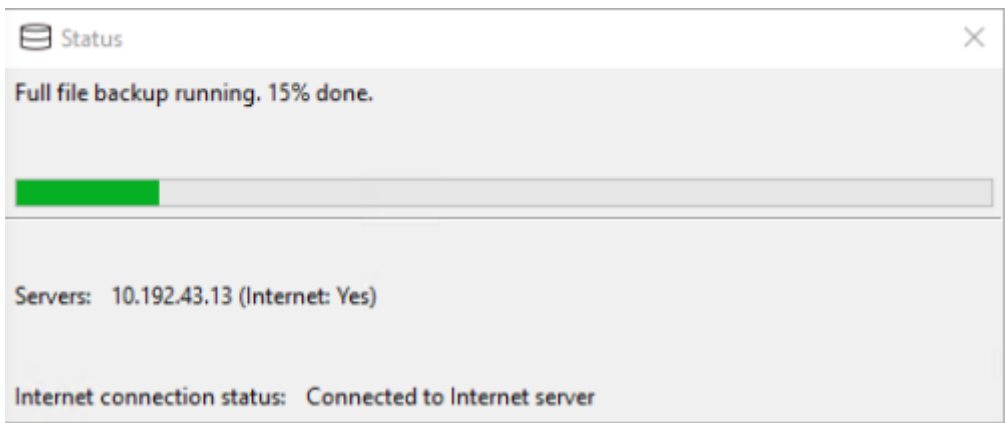 Status
Full file backup running. 15% done.
Servers: 10.192.43.13 (Internet: Yes)
Internet connection status: Connected to Internet server